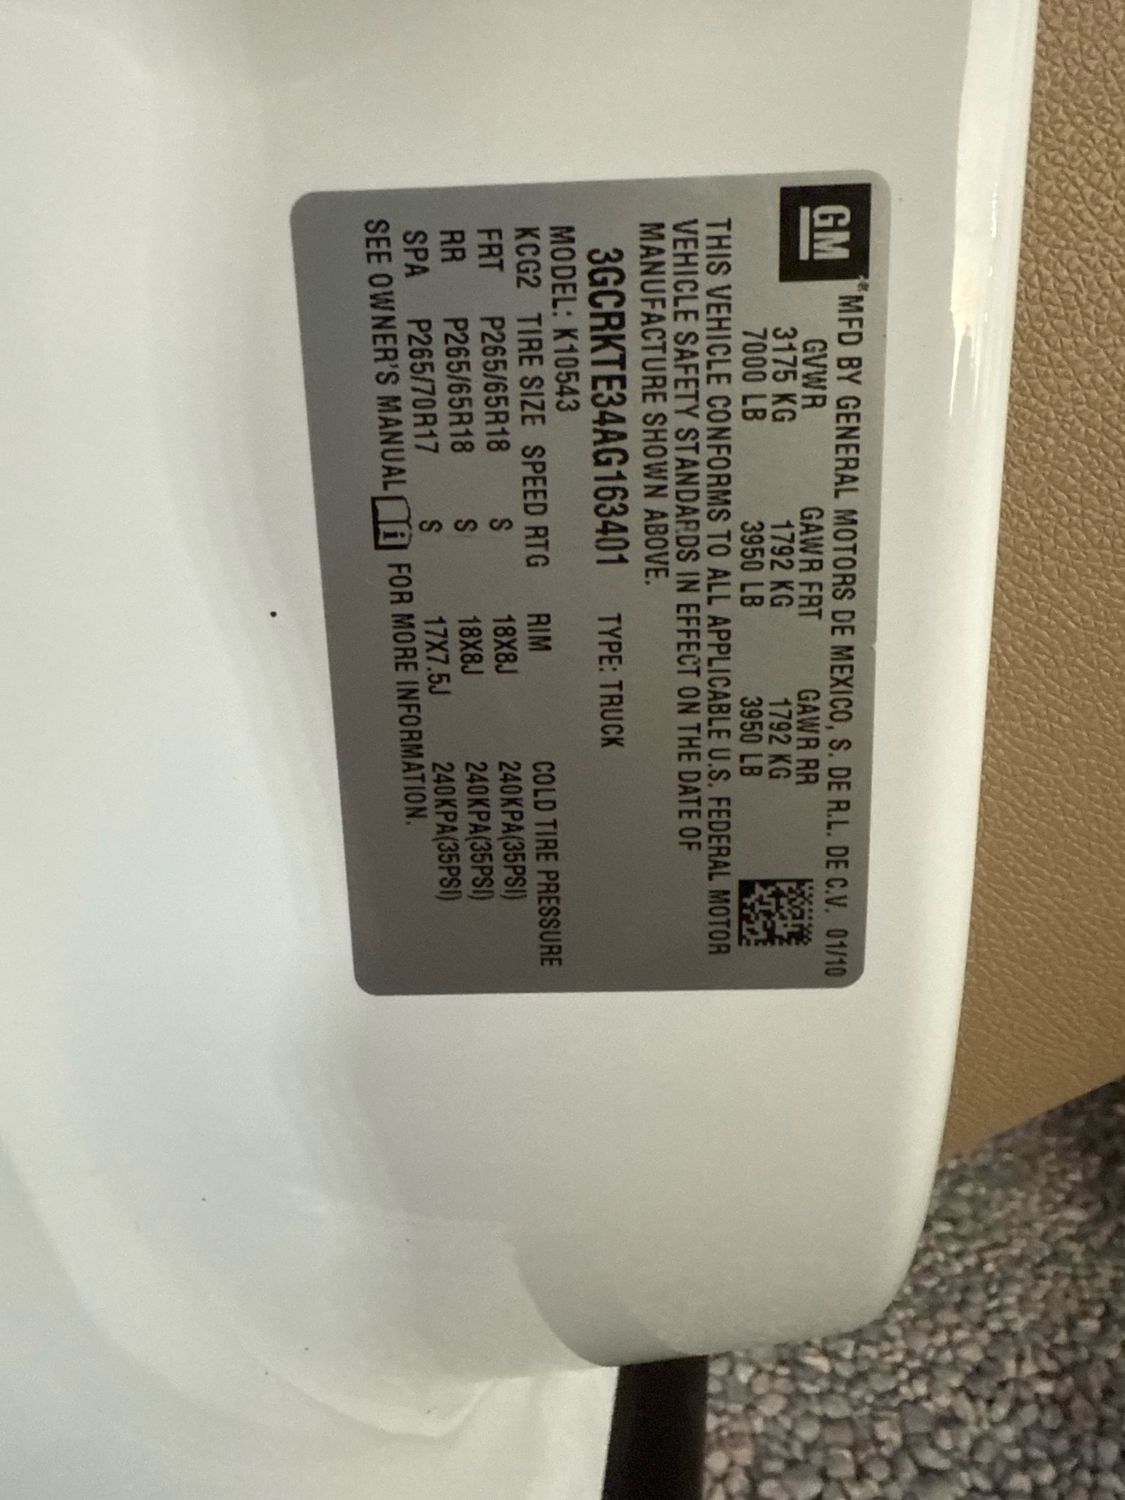 GM
MFD BY GENERAL MOTORS DE MEXICO, S. DE R.L. DE C.V. 01/10
GVWR GAWR FRT GAWR RR
3175 KG 1792 KG 1792 KG
7000 LB 3950 LB 3950 LB
THIS VEHICLE CONFORMS TO ALL APPLICABLE U.S. FEDERAL MOTOR
VEHICLE SAFETY STANDARDS IN EFFECT ON THE DATE OF
MANUFACTURE SHOWN ABOVE.
3GCRKTE34AG163401 TYPE: TRUCK
MODEL: K10543
KCG2 TIRE SIZE SPEED RTG RIM COLD TIRE PRESSURE
FRT P265/65R18 S 18X8J 240KPA(35PSI)
RR P265/65R18 S 18X8J 240KPA(35PSI)
SPA P265/70R17 S 17X7.5J 240KPA(35PSI)
SEE OWNER'S MANUAL i FOR MORE INFORMATION.